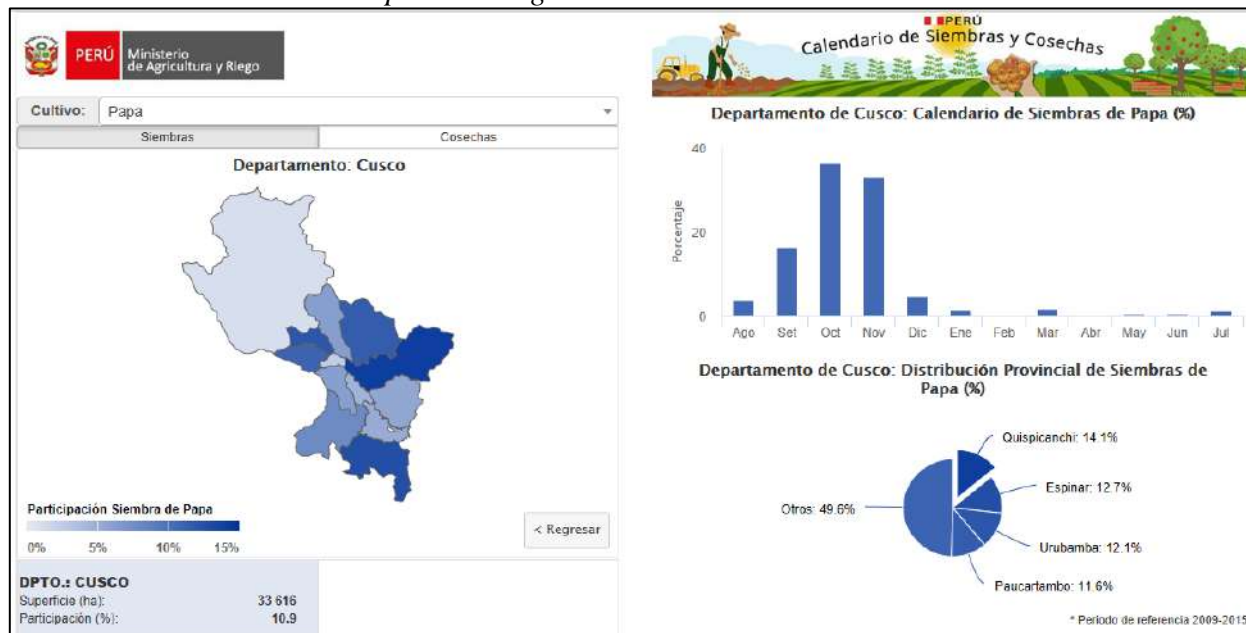 PERÚ
Ministerio
de Agricultura y Riego
Cultivo: Papa
Siembras Cosechas
Departamento: Cusco
Participación Siembra de Papa
0% 5% 10% 15%
< Regresar
DPTO.: CUSCO
Superficie (ha): 33 616
Participación (%): 10.9
PERÚ
Calendario de Siembras y Cosechas
Departamento de Cusco: Calendario de Siembras de Papa (%)
Porcentaje
40
20
0
Ago Set Oct Nov Dic Ene Feb Mar Abr May Jun Jul
Departamento de Cusco: Distribución Provincial de Siembras de
Papa (%)
Quispicanchi: 14.1%
Espinar: 12.7%
Otros: 49.6%
Urubamba: 12.1%
Paucartambo: 11.6%
* Periodo de referencia 2009-2015